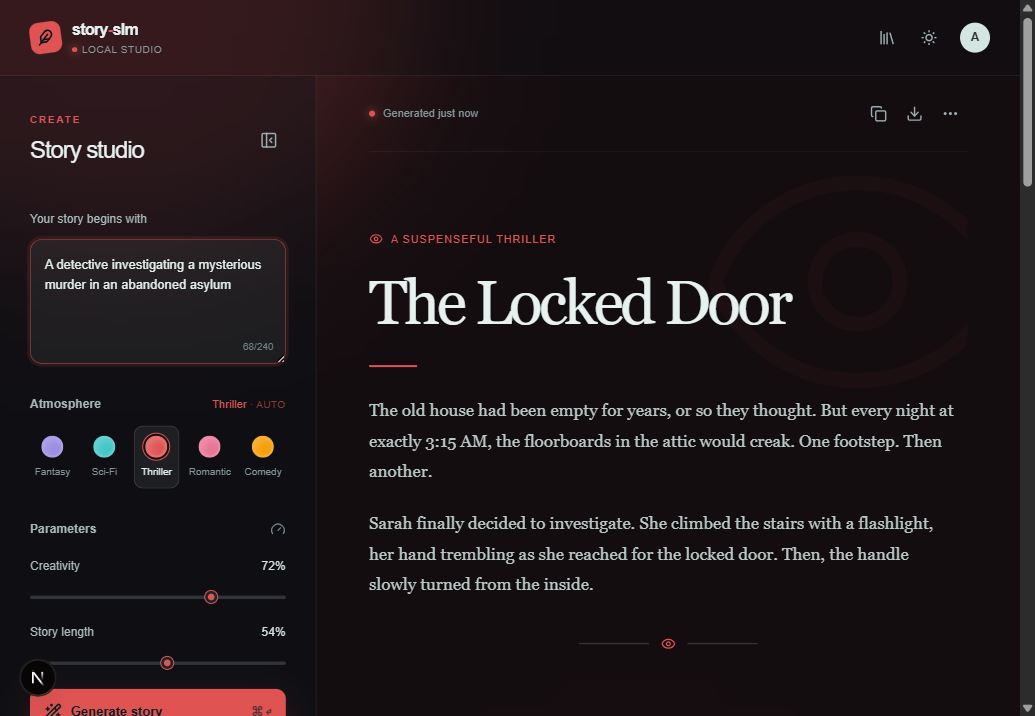 story-sim
LOCAL STUDIO
A
CREATE
Story studio
Your story begins with
A detective investigating a mysterious
murder in an abandoned asylum
68/240
Atmosphere
Thriller · AUTO
Fantasy
Sci-Fi
Thriller
Romantic
Comedy
Parameters
Creativity
72%
Story length
54%
N
Generate story
⌘ ↵
Generated just now
A SUSPENSEFUL THRILLER
The Locked Door
The old house had been empty for years, or so they thought. But every night at
exactly 3:15 AM, the floorboards in the attic would creak. One footstep. Then
another.
Sarah finally decided to investigate. She climbed the stairs with a flashlight,
her hand trembling as she reached for the locked door. Then, the handle
slowly turned from the inside.